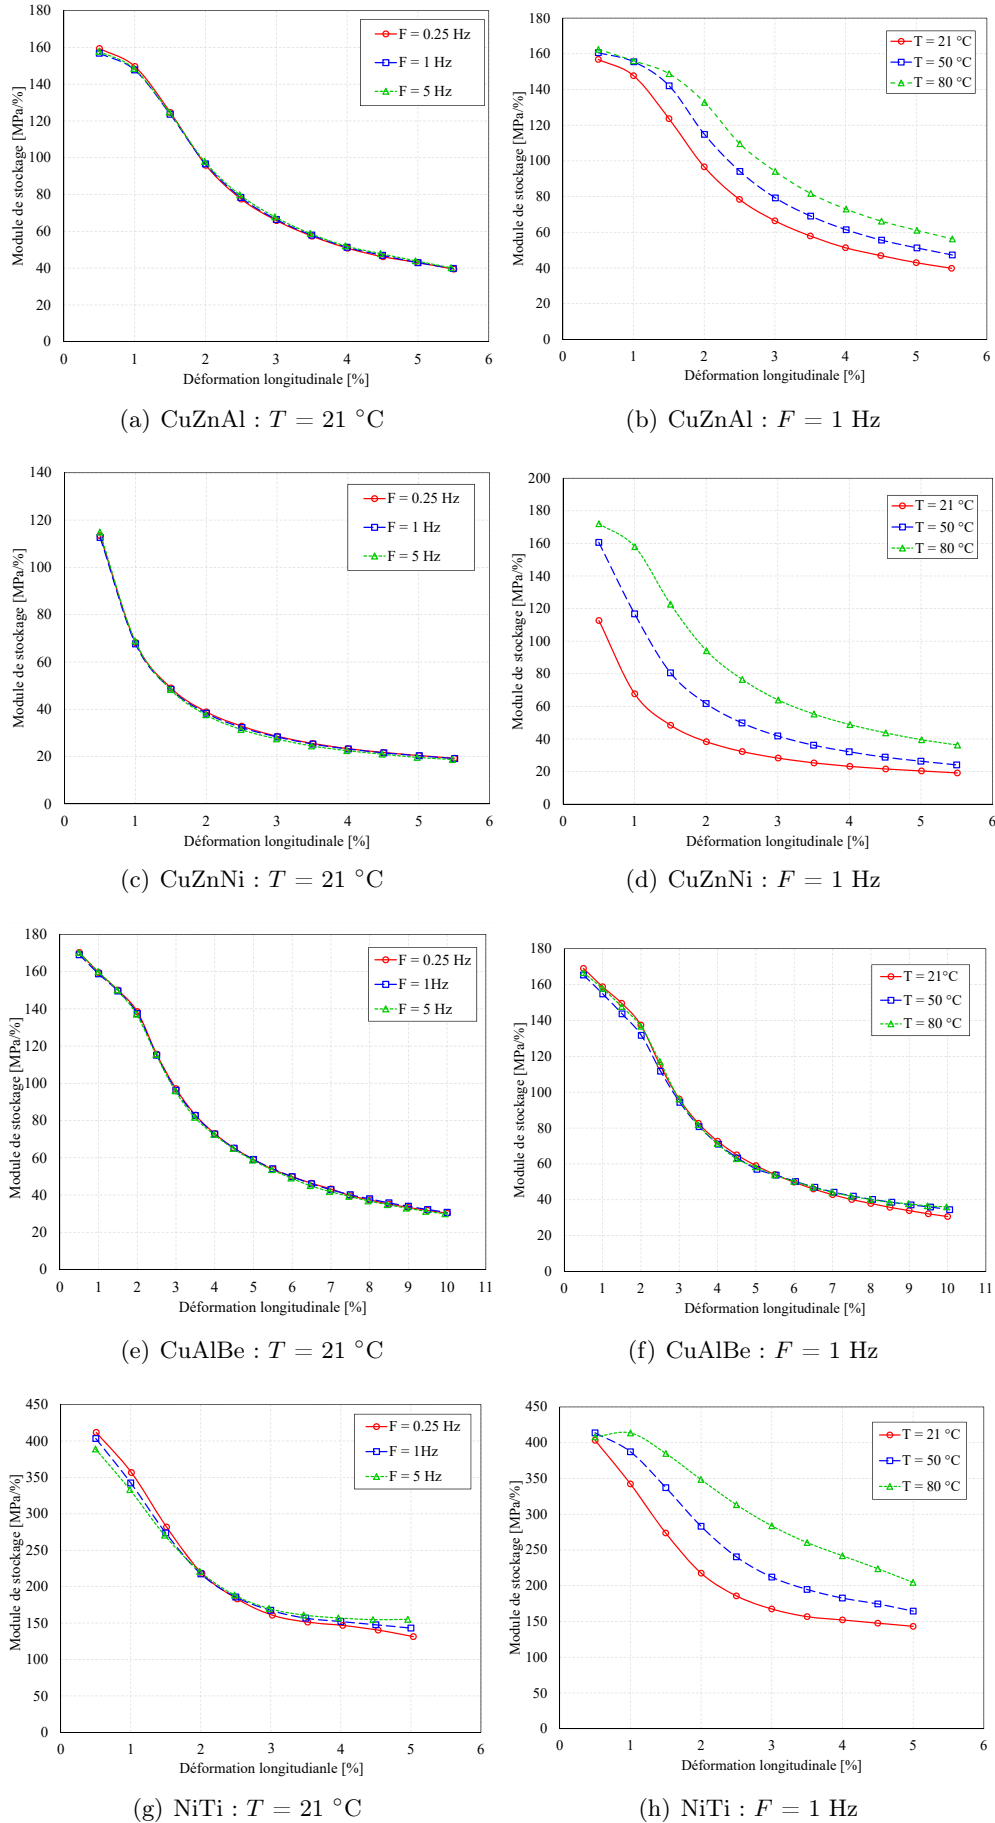 180
160
140
120
100
80
60
40
20
0
0 1 2 3 4 5 6
Module de stockage [MPa/%]
Déformation longitudinale [%]
F = 0.25 Hz
F = 1 Hz
F = 5 Hz
(a) CuZnAl : T = 21 °C
180
160
140
120
100
80
60
40
20
0
0 1 2 3 4 5 6
Module de stockage [MPa/%]
Déformation longitudinale [%]
T = 21 °C
T = 50 °C
T = 80 °C
(b) CuZnAl : F = 1 Hz
140
120
100
80
60
40
20
0
0 1 2 3 4 5 6
Module de stockage [MPa/%]
Déformation longitudinale [%]
F = 0.25 Hz
F = 1 Hz
F = 5 Hz
(c) CuZnNi : T = 21 °C
200
180
160
140
120
100
80
60
40
20
0
0 1 2 3 4 5 6
Module de stockage [MPa/%]
Déformation longitudinale [%]
T = 21 °C
T = 50 °C
T = 80 °C
(d) CuZnNi : F = 1 Hz
180
160
140
120
100
80
60
40
20
0
0 1 2 3 4 5 6 7 8 9 10 11
Module de stockage [MPa/%]
Déformation longitudinale [%]
F = 0.25 Hz
F = 1Hz
F = 5 Hz
(e) CuAlBe : T = 21 °C
180
160
140
120
100
80
60
40
20
0
0 1 2 3 4 5 6 7 8 9 10 11
Module de stockage [MPa/%]
Déformation longitudinale [%]
T = 21°C
T = 50 °C
T = 80 °C
(f) CuAlBe : F = 1 Hz
450
400
350
300
250
200
150
100
50
0
0 1 2 3 4 5 6
Module de stockage [MPa/%]
Déformation longitudianle [%]
F = 0.25 Hz
F = 1Hz
F = 5 Hz
(g) NiTi : T = 21 °C
450
400
350
300
250
200
150
100
50
0
0 1 2 3 4 5 6
Module de stockage [MPa/%]
Déformation longitudinale [%]
T = 21 °C
T = 50 °C
T = 80 °C
(h) NiTi : F = 1 Hz